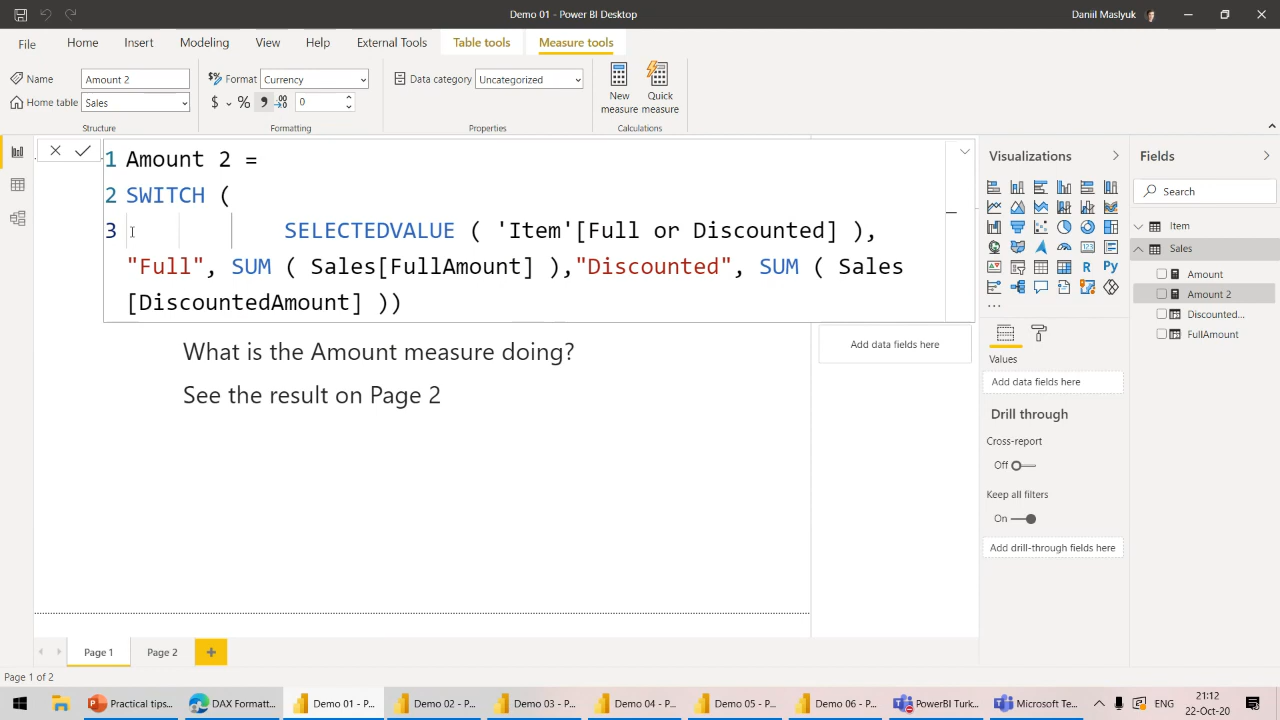 Demo 01 - Power BI Desktop
Daniil Masyluk
File
Home
Insert
Modeling
View
Help
External Tools
Table tools
Measure tools
Name
Amount 2
Home table
Sales
Structure
Format
Currency
$
%
,
0
Formatting
Data category
Uncategorized
Properties
New measure
Quick measure
Calculations
1 Amount 2 =
2 SWITCH (
3 SELECTEDVALUE ( 'Item'[Full or Discounted] ),
"Full", SUM ( Sales[FullAmount] ),"Discounted", SUM ( Sales
[DiscountedAmount] ))
What is the Amount measure doing?
See the result on Page 2
Add data fields here
Visualizations
R
Py
...
Values
Add data fields here
Drill through
Cross-report
Off
Keep all filters
On
Add drill-through fields here
Fields
Search
Item
Sales
Amount
Amount 2
Discounted...
FullAmount
Page 1
Page 2
+
Page 1 of 2
Practical tips...
DAX Format...
Demo 01 - P...
Demo 02 - P...
Demo 03 - P...
Demo 04 - P...
Demo 05 - P...
Demo 06 - P...
PowerBI Turk...
Microsoft Te...
ENG
21:12
22-Oct-20